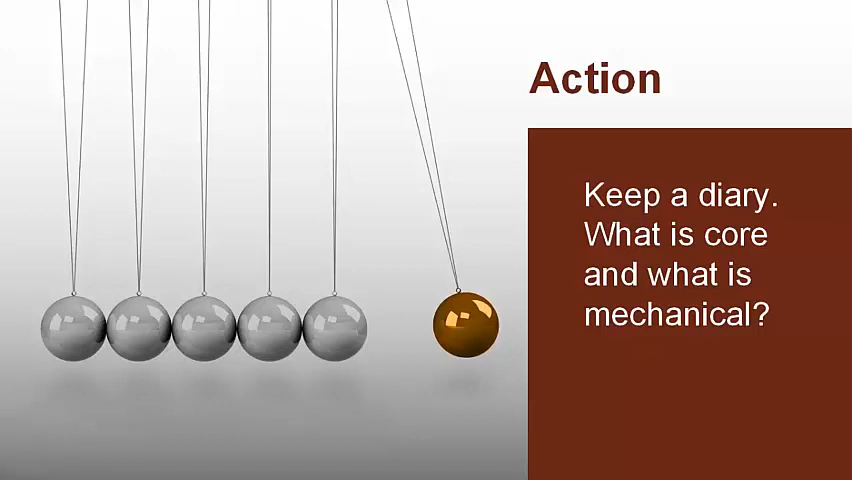 Action
Keep a diary.
What is core
and what is
mechanical?